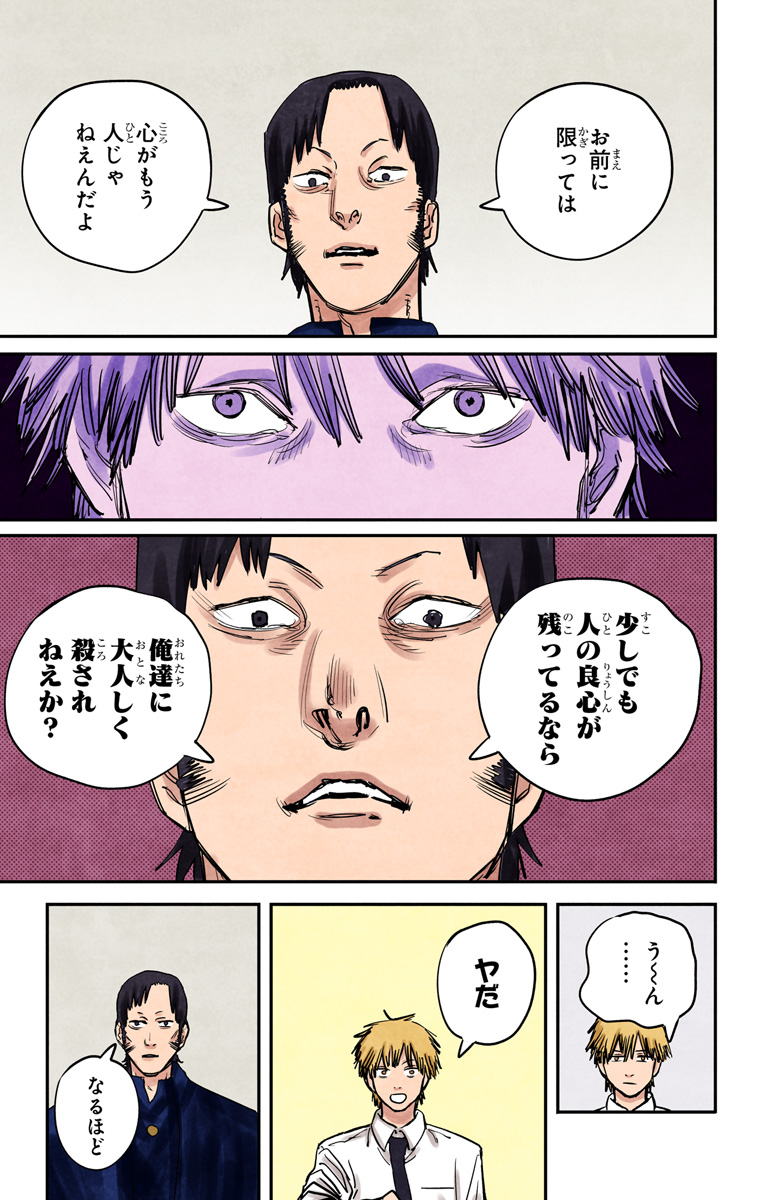 お前に
限っては
心がもう
人じゃ
ねえんだよ
少しでも
人の良心が
残ってるなら
俺達に
大人しく
殺され
ねえか？
う〜ん
……
ヤだ
なるほど